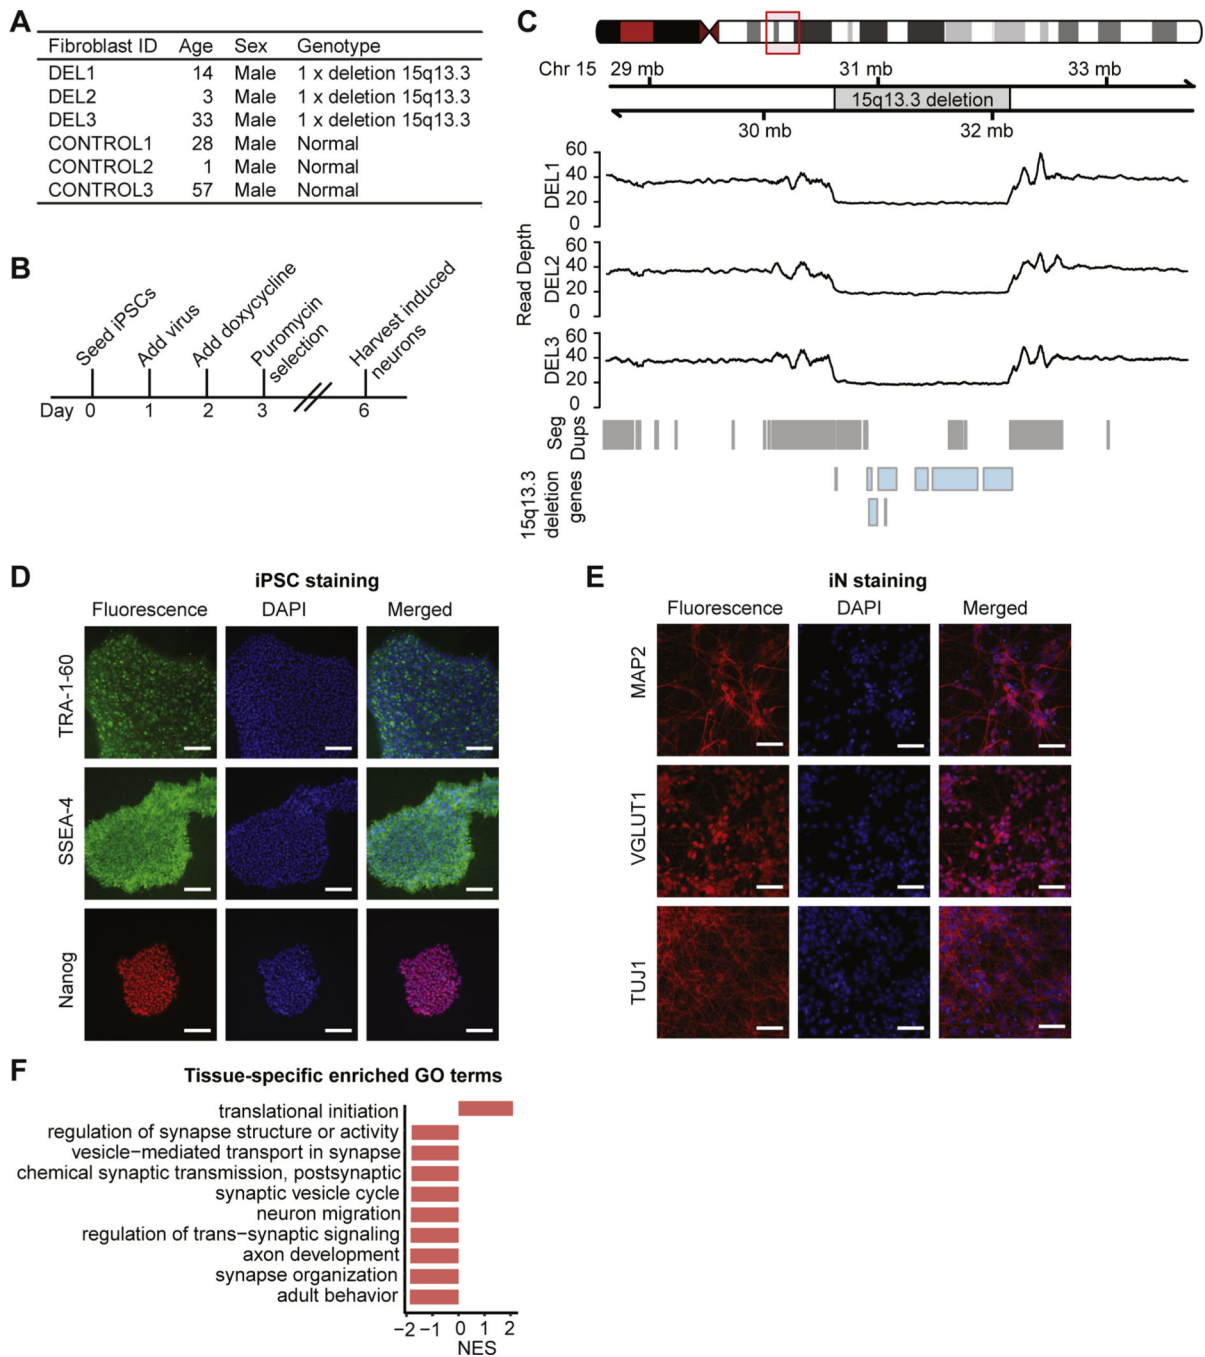 A
Fibroblast ID Age Sex Genotype
DEL1 14 Male 1 x deletion 15q13.3
DEL2 3 Male 1 x deletion 15q13.3
DEL3 33 Male 1 x deletion 15q13.3
CONTROL1 28 Male Normal
CONTROL2 1 Male Normal
CONTROL3 57 Male Normal
B
Seed iPSCs
Add virus
Add doxycycline
Puromycin
selection
Harvest induced
neurons
Day 0 1 2 3 6
C
Chr 15 29 mb 31 mb 33 mb
15q13.3 deletion
30 mb 32 mb
Read Depth
DEL1
60
40
20
0
DEL2
60
40
20
0
DEL3
60
40
20
0
Seg
Dups
15q13.3
deletion
genes
D
iPSC staining
Fluorescence DAPI Merged
TRA-1-60
SSEA-4
Nanog
E
iN staining
Fluorescence DAPI Merged
MAP2
VGLUT1
TUJ1
F
Tissue-specific enriched GO terms
translational initiation
regulation of synapse structure or activity
vesicle−mediated transport in synapse
chemical synaptic transmission, postsynaptic
synaptic vesicle cycle
neuron migration
regulation of trans−synaptic signaling
axon development
synapse organization
adult behavior
−2 −1 0 1 2
NES